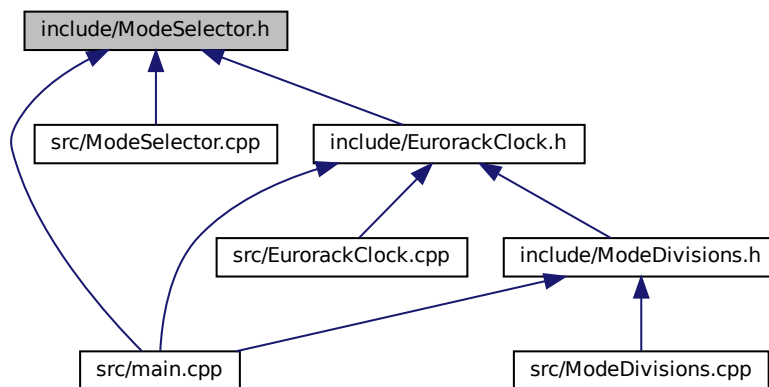 include/ModeSelector.h
src/ModeSelector.cpp
include/EurorackClock.h
src/EurorackClock.cpp
include/ModeDivisions.h
src/main.cpp
src/ModeDivisions.cpp